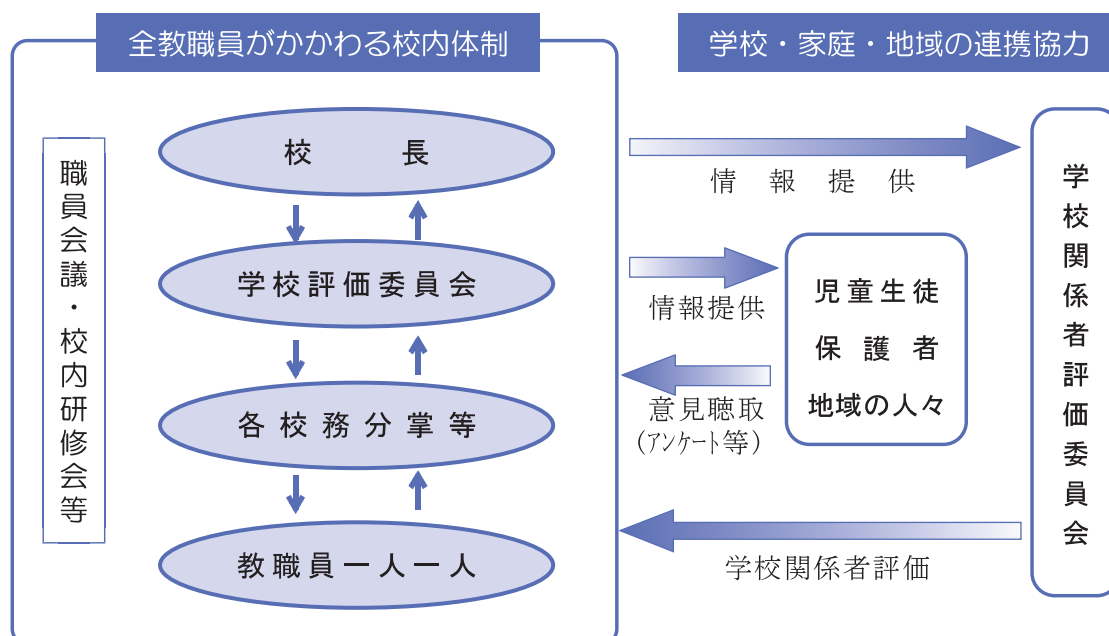 全教職員がかかわる校内体制
学校・家庭・地域の連携協力
職員会議・校内研修会等
校長
学校評価委員会
各校務分掌等
教職員一人一人
情報提供
情報提供
意見聴取
(アンケート等)
児童生徒
保護者
地域の人々
学校関係者評価
学校関係者評価委員会